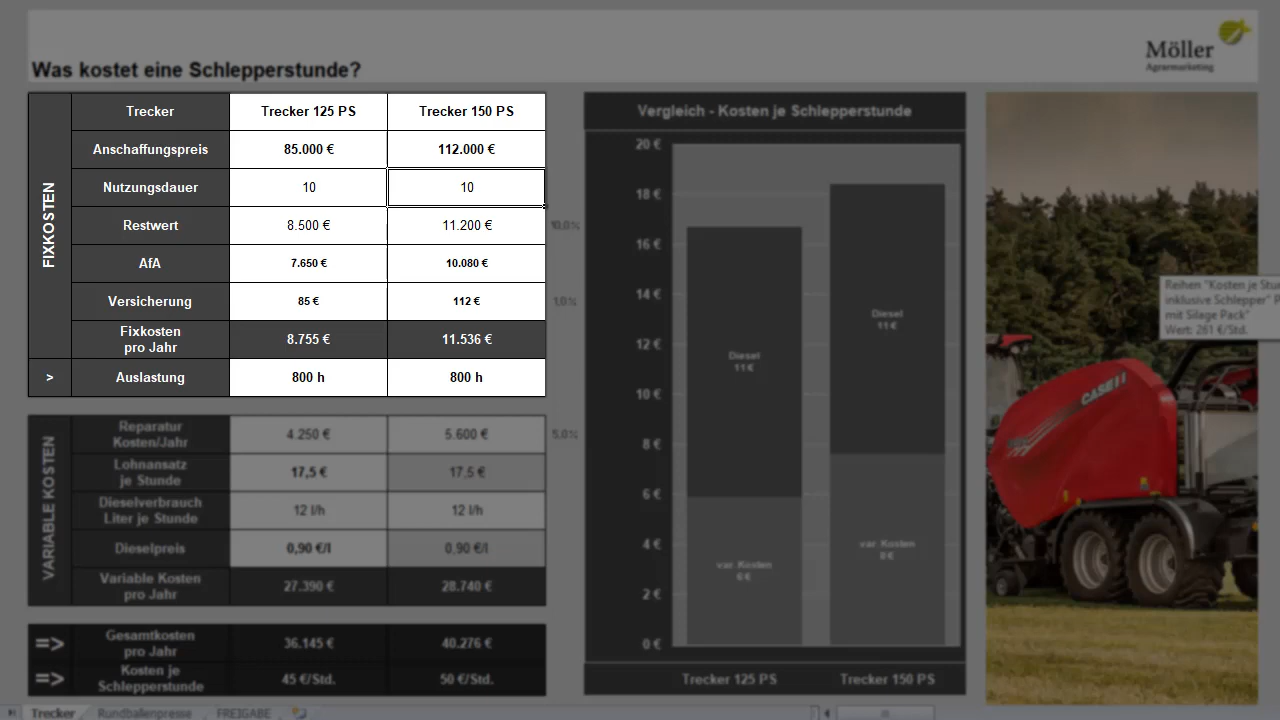 Möller
Agrarmarketing
Was kostet eine Schlepperstunde?
FIXKOSTEN
Trecker Trecker 125 PS Trecker 150 PS
Anschaffungspreis 85.000 € 112.000 €
Nutzungsdauer 10 10
Restwert 8.500 € 11.200 € 10,0%
AfA 7.650 € 10.080 €
Versicherung 85 € 112 € 1,0%
Fixkosten
pro Jahr 8.755 € 11.536 €
> Auslastung 800 h 800 h
VARIABLE KOSTEN
Reparatur
Kosten/Jahr 4.250 € 5.600 € 5,0%
Lohnansatz
je Stunde 17,5 € 17,5 €
Dieselverbrauch
Liter je Stunde 12 l/h 12 l/h
Dieselpreis 0,90 €/l 0,90 €/l
Variable Kosten
pro Jahr 27.390 € 28.740 €
=> Gesamtkosten
pro Jahr 36.145 € 40.276 €
=> Kosten je
Schlepperstunde 45 €/Std. 50 €/Std.
Vergleich - Kosten je Schlepperstunde
20 €
18 €
16 €
14 €
12 €
10 €
8 €
6 €
4 €
2 €
0 €
Diesel
11 €
var. Kosten
6 €
Diesel
11 €
var. Kosten
8 €
Trecker 125 PS Trecker 150 PS
Reihen "Kosten je Stu
inklusive Schlepper" P
mit Silage Pack"
Wert: 261 €/Std.
CASE IH
Trecker Rundballenpresse FREIGABE